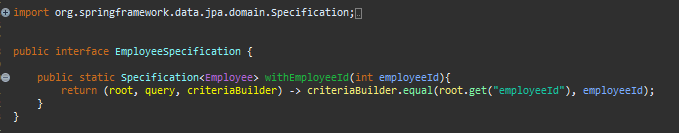 import org.springframework.data.jpa.domain.Specification;
public interface EmployeeSpecification {
public static Specification<Employee> withEmployeeId(int employeeId){
return (root, query, criteriaBuilder) -> criteriaBuilder.equal(root.get("employeeId"), employeeId);
}
}